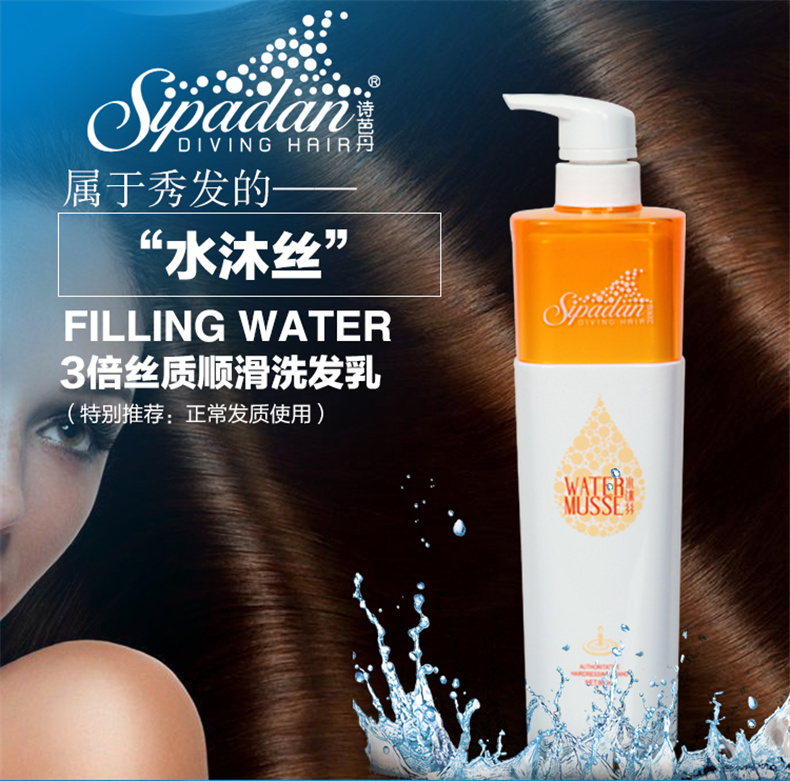 Sipadan®
诗芭丹
DIVING HAIR
属于秀发的——
“水沐丝”
FILLING WATER
3倍丝质顺滑洗发乳
（特别推荐：正常发质使用）
Sipadan
DIVING HAIR
WATER
MUSSE